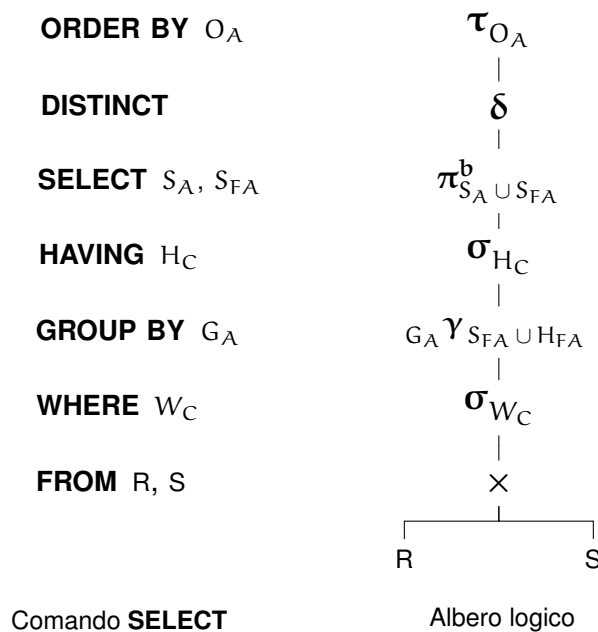 ORDER BY O_A τ_{O_A}
DISTINCT δ
SELECT S_A, S_FA π^b_{S_A ∪ S_FA}
HAVING H_C σ_{H_C}
GROUP BY G_A _{G_A} γ _{S_FA ∪ H_FA}
WHERE W_C σ_{W_C}
FROM R, S ×
R S
Comando SELECT Albero logico